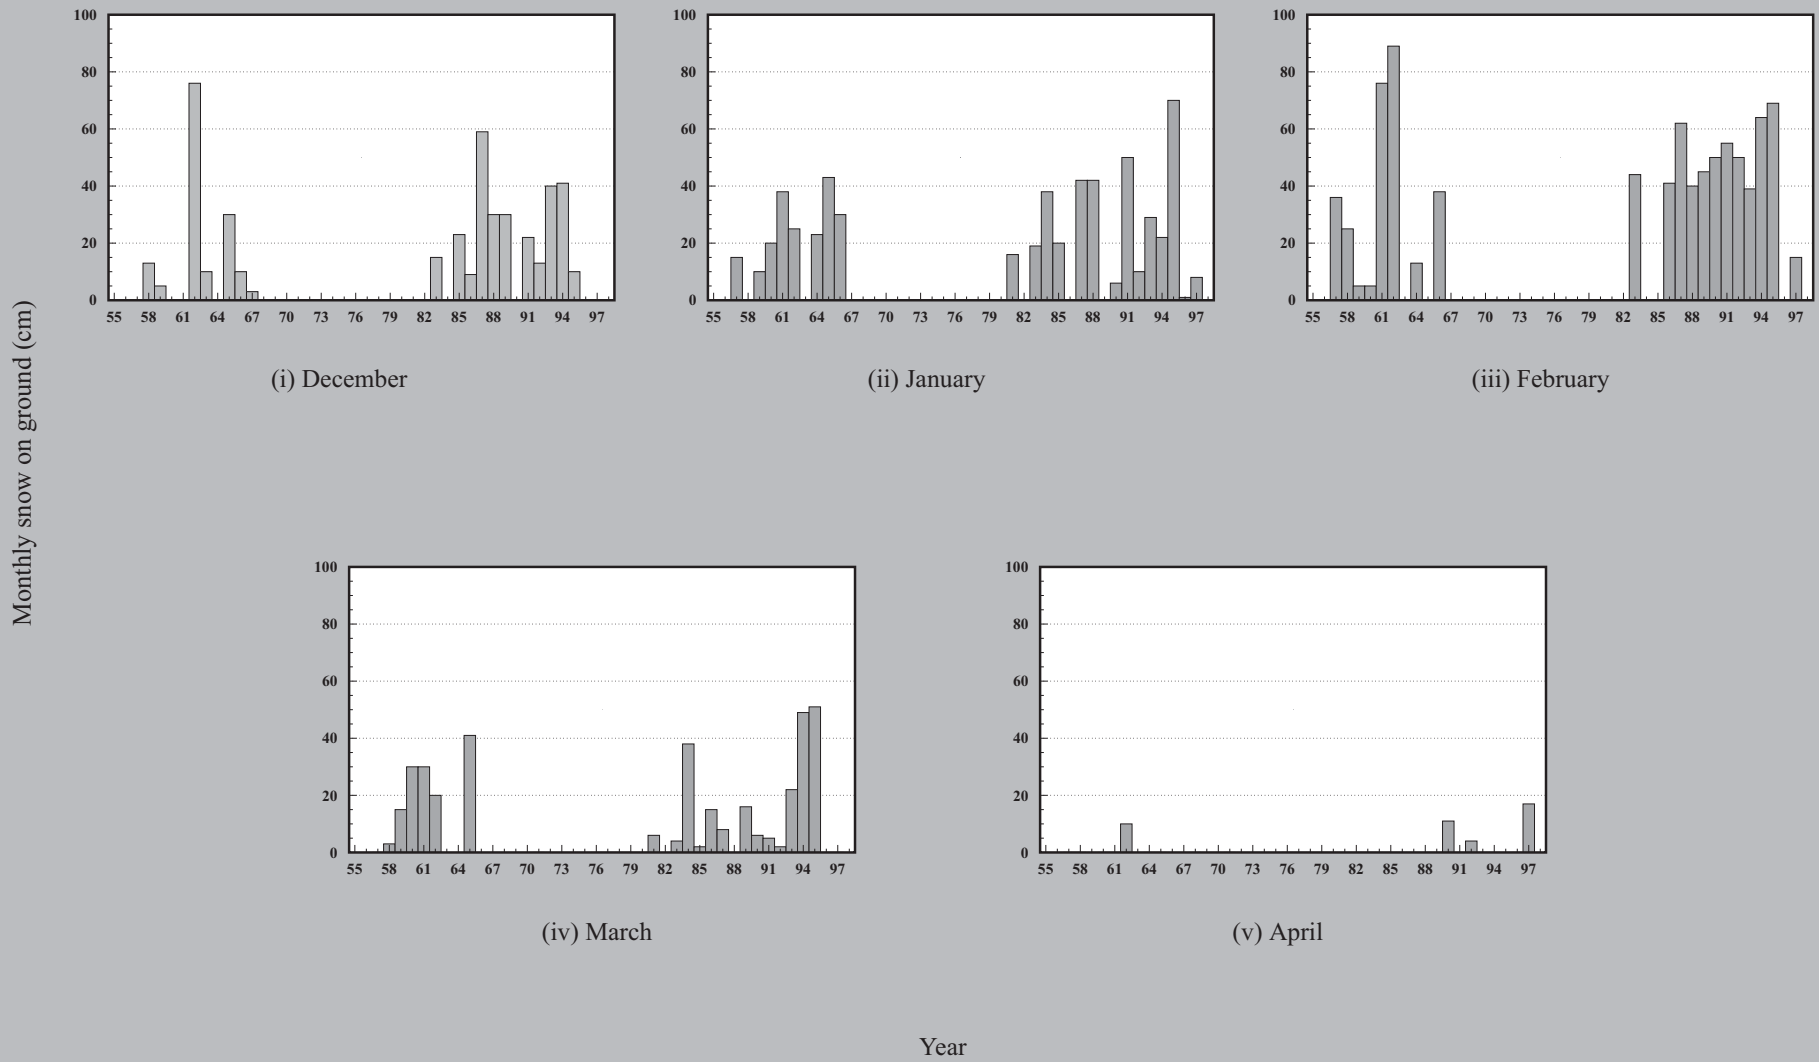 100 80 60 40 20 0
55 58 61 64 67 70 73 76 79 82 85 88 91 94 97
(i) December
100 80 60 40 20 0
55 58 61 64 67 70 73 76 79 82 85 88 91 94 97
(ii) January
100 80 60 40 20 0
55 58 61 64 67 70 73 76 79 82 85 88 91 94 97
(iii) February
Monthly snow on ground (cm)
100 80 60 40 20 0
55 58 61 64 67 70 73 76 79 82 85 88 91 94 97
(iv) March
100 80 60 40 20 0
55 58 61 64 67 70 73 76 79 82 85 88 91 94 97
(v) April
Year